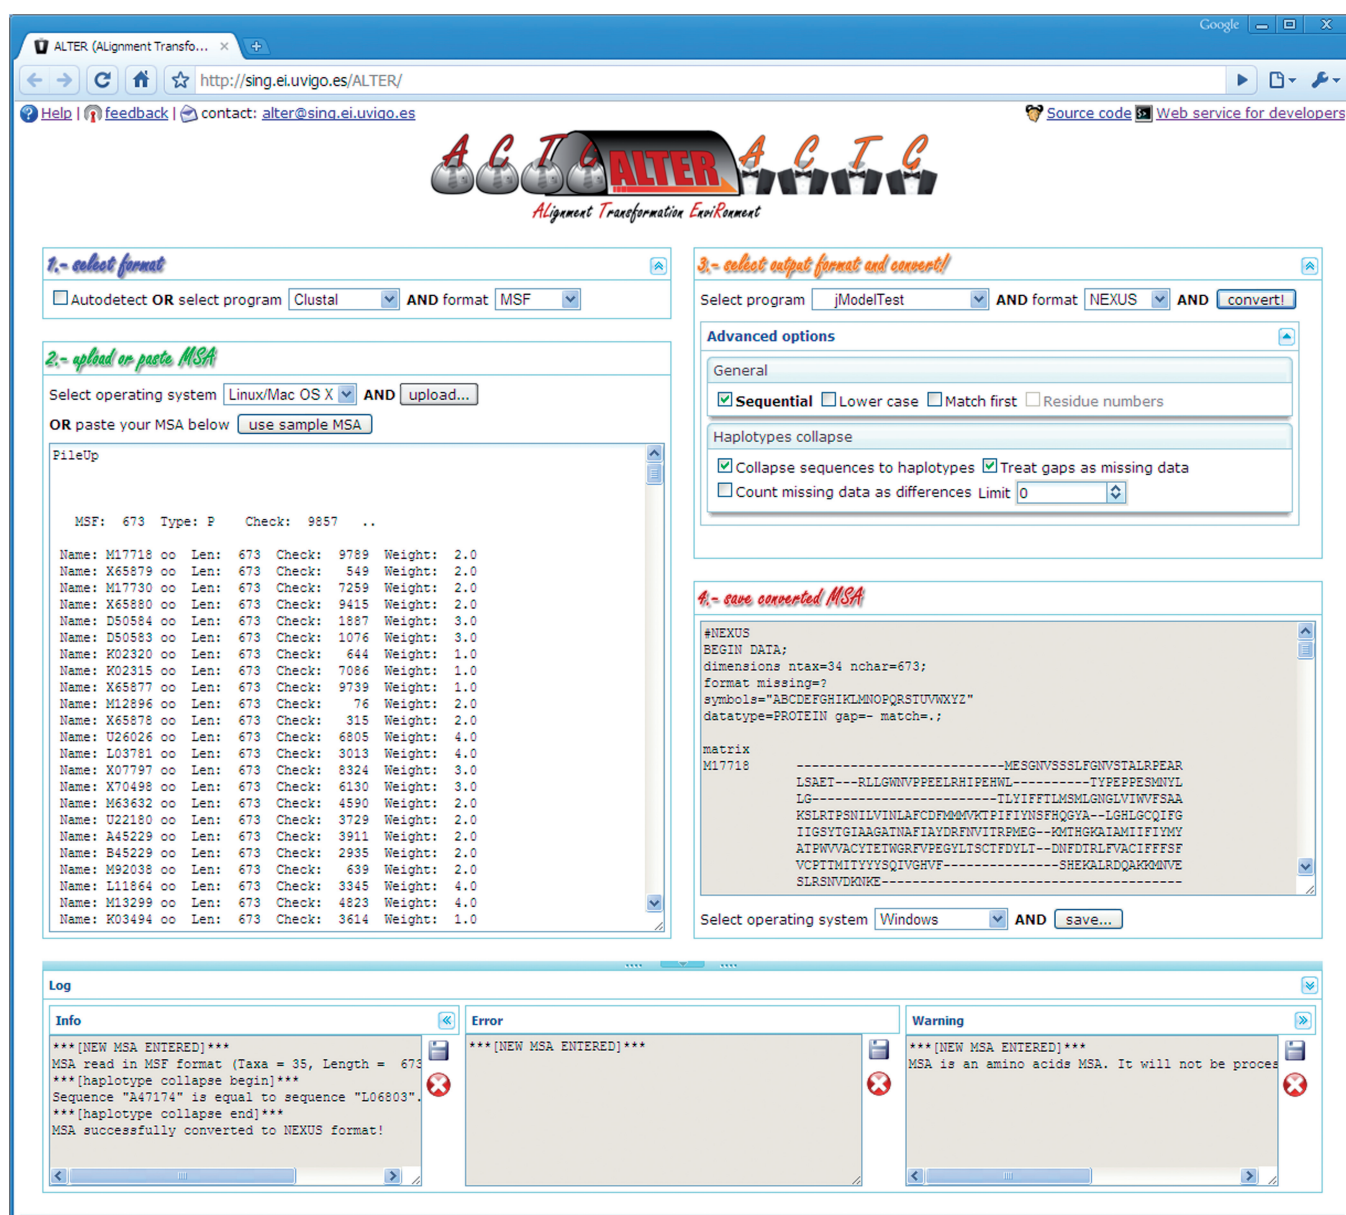 Google
ALTER (ALignment Transfo...
http://sing.ei.uvigo.es/ALTER/
Help | feedback | contact: alter@sing.ei.uvigo.es
Source code Web service for developers
A C T G ALTER A C T G
ALignment Transformation EnviRonment
1.- select format
Autodetect OR select program Clustal AND format MSF
2.- upload or paste MSA
Select operating system Linux/Mac OS X AND upload...
OR paste your MSA below use sample MSA
PileUp
MSF: 673 Type: P Check: 9857 ..
Name: M17718 oo Len: 673 Check: 9789 Weight: 2.0
Name: X65879 oo Len: 673 Check: 549 Weight: 2.0
Name: M17730 oo Len: 673 Check: 7259 Weight: 2.0
Name: X65880 oo Len: 673 Check: 9415 Weight: 2.0
Name: D50584 oo Len: 673 Check: 1887 Weight: 3.0
Name: D50583 oo Len: 673 Check: 1076 Weight: 3.0
Name: K02320 oo Len: 673 Check: 644 Weight: 1.0
Name: K02315 oo Len: 673 Check: 7086 Weight: 1.0
Name: X65877 oo Len: 673 Check: 9739 Weight: 1.0
Name: M12896 oo Len: 673 Check: 76 Weight: 2.0
Name: X65878 oo Len: 673 Check: 315 Weight: 2.0
Name: U26026 oo Len: 673 Check: 6805 Weight: 4.0
Name: L03781 oo Len: 673 Check: 3013 Weight: 4.0
Name: X07797 oo Len: 673 Check: 8324 Weight: 3.0
Name: X70498 oo Len: 673 Check: 6130 Weight: 3.0
Name: M63632 oo Len: 673 Check: 4590 Weight: 2.0
Name: U22180 oo Len: 673 Check: 3729 Weight: 2.0
Name: A45229 oo Len: 673 Check: 3911 Weight: 2.0
Name: B45229 oo Len: 673 Check: 2935 Weight: 2.0
Name: M92038 oo Len: 673 Check: 639 Weight: 2.0
Name: L11864 oo Len: 673 Check: 3345 Weight: 4.0
Name: M13299 oo Len: 673 Check: 4823 Weight: 4.0
Name: K03494 oo Len: 673 Check: 3614 Weight: 1.0
3.- select output format and convert!
Select program jModelTest AND format NEXUS AND convert!
Advanced options
General
Sequential Lower case Match first Residue numbers
Haplotypes collapse
Collapse sequences to haplotypes Treat gaps as missing data
Count missing data as differences Limit 0
4.- save converted MSA
#NEXUS
BEGIN DATA;
dimensions ntax=34 nchar=673;
format missing=?
symbols="ABCDEFGHIKLMNOPQRSTUVWXYZ"
datatype=PROTEIN gap=- match=.;
matrix
M17718 ---------------------------MESGNVSSSLFGNVSTALRPEAR
LSAET---RLLGWNVPPEELRHIPEHWL----------TYPEPPESMNYL
LG------------------------TLYIFFTLMSMLGNGLVIWVFSAA
KSLRTPSNILVINLAFCDFMMMVKTPIFIYNSFHQGYA--LGHLGCQIFG
IIGSYTGIAAGATNAFIAYDRFNVITRPMEG--KMTHGKAIAMIIFIYMY
ATPWVVACYTETWGRFVPEGYLTSCTFDYLT--DNFDTRLFVACIFFFSF
VCPTTMITYYYSQIVGHVF---------------SHEKALRDQAKKMNVE
SLRSNVDKNKE---------------------------------------
Select operating system Windows AND save...
Log
Info
***[NEW MSA ENTERED]***
MSA read in MSF format (Taxa = 35, Length = 673
***[haplotype collapse begin]***
Sequence "A47174" is equal to sequence "L06803".
***[haplotype collapse end]***
MSA successfully converted to NEXUS format!
Error
***[NEW MSA ENTERED]***
Warning
***[NEW MSA ENTERED]***
MSA is an amino acids MSA. It will not be proces